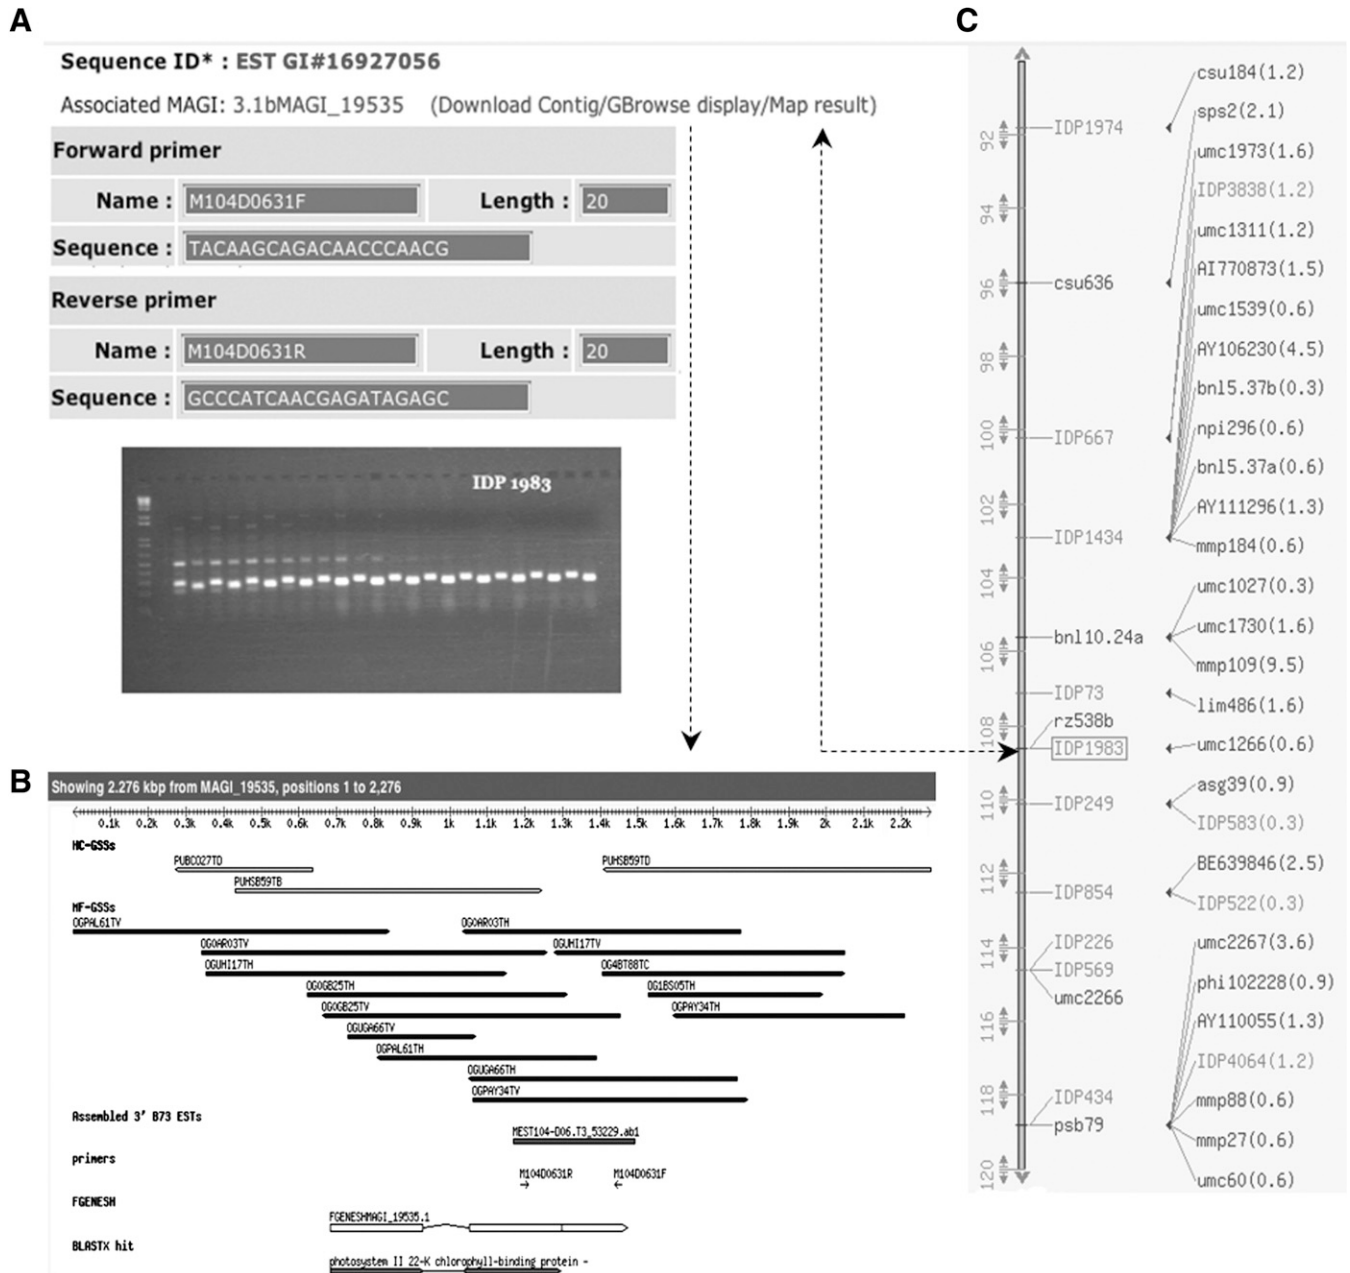 A
Sequence ID* : EST GI#16927056
Associated MAGI: 3.1bMAGI_19535 (Download Contig/GBrowse display/Map result)
Forward primer
Name : M104D0631F Length : 20
Sequence : TACAAGCAGACAACCCAACG
Reverse primer
Name : M104D0631R Length : 20
Sequence : GCCCATCAACGAGATAGAGC
IDP 1983
B
Showing 2.276 kbp from MAGI_19535, positions 1 to 2,276
0.1k 0.2k 0.3k 0.4k 0.5k 0.6k 0.7k 0.8k 0.9k 1k 1.1k 1.2k 1.3k 1.4k 1.5k 1.6k 1.7k 1.8k 1.9k 2k 2.1k 2.2k
HC-GSSs
PUBCO27TD PUHSB59TD
PUHSB59TB
MF-GSSs
OGPAL61TV OGOAR03TH
OGOAR03TV OGUHI17TV
OGUHI17TH OG4BT88TC
OGOGB25TH OG1BS05TH
OGOGB25TV OGPAY34TH
OGUGA66TV
OGPAL61TH
OGUGA66TH
OGPAY34TV
Assembled 3' B73 ESTs
MEST104-D06.T3_53229.ab1
primers
M104D0631R M104D0631F
FGENESH
FGENESHMAGI_19535.1
BLASTX hit
photosystem II 22-K chlorophyll-binding protein -
C
92
94
96
98
100
102
104
106
108
110
112
114
116
118
120
IDP1974
csu636
IDP667
IDP1434
bnl10.24a
IDP73
rz538b
IDP1983
IDP249
IDP854
IDP226
IDP569
umc2266
IDP434
psb79
csu184(1.2)
sps2(2.1)
umc1973(1.6)
IDP3838(1.2)
umc1311(1.2)
AI770873(1.5)
umc1539(0.6)
AY106230(4.5)
bnl5.37b(0.3)
npi296(0.6)
bnl5.37a(0.6)
AY111296(1.3)
mmp184(0.6)
umc1027(0.3)
umc1730(1.6)
mmp109(9.5)
lim486(1.6)
umc1266(0.6)
asg39(0.9)
IDP583(0.3)
BE639846(2.5)
IDP522(0.3)
umc2267(3.6)
phi102228(0.9)
AY110055(1.3)
IDP4064(1.2)
mmp88(0.6)
mmp27(0.6)
umc60(0.6)